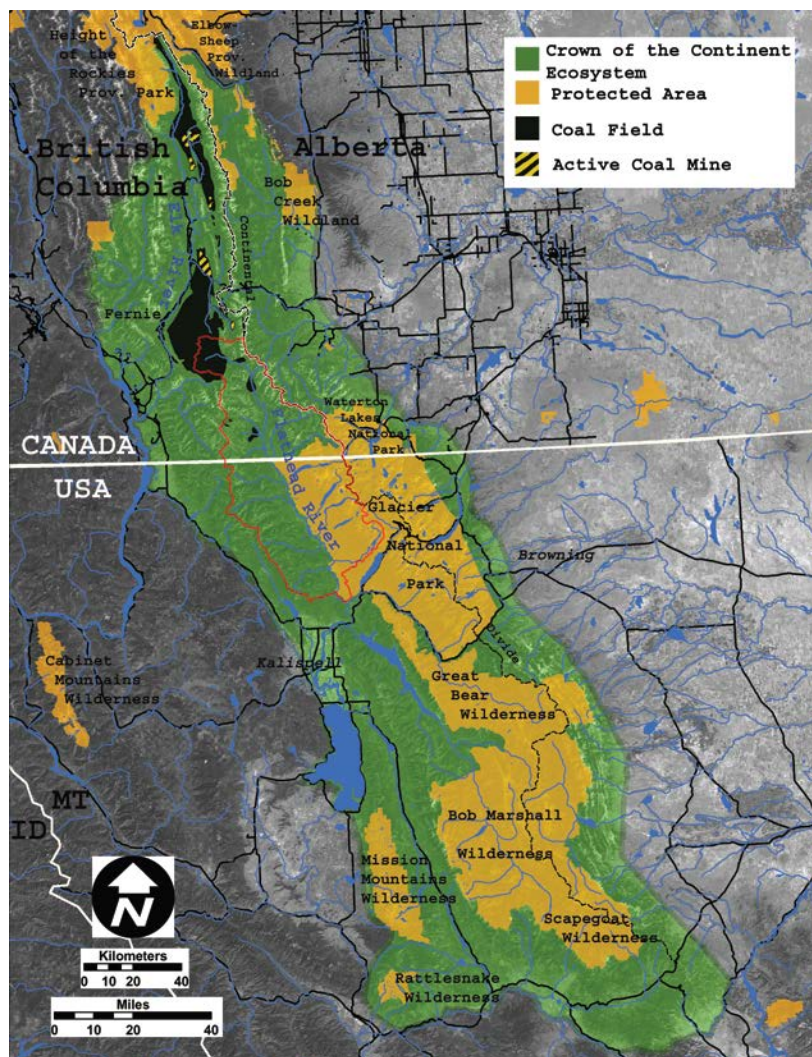 Height
of the
Rockies
Prov. Park
Elbow-
Sheep
Prov.
Wildland
Crown of the Continent
Ecosystem
Protected Area
Coal Field
Active Coal Mine
British
Columbia
Alberta
Bob
Creek
Wildland
Elk River
Continental
Fernie
Waterton
Lakes
National
Park
Flathead River
CANADA
USA
Glacier
National
Park
Browning
Divide
Kalispell
Cabinet
Mountains
Wilderness
Great
Bear
Wilderness
MT
ID
Bob Marshall
Wilderness
Mission
Mountains
Wilderness
Scapegoat
Wilderness
Rattlesnake
Wilderness
N
Kilometers
0 10 20 40
Miles
0 10 20 40